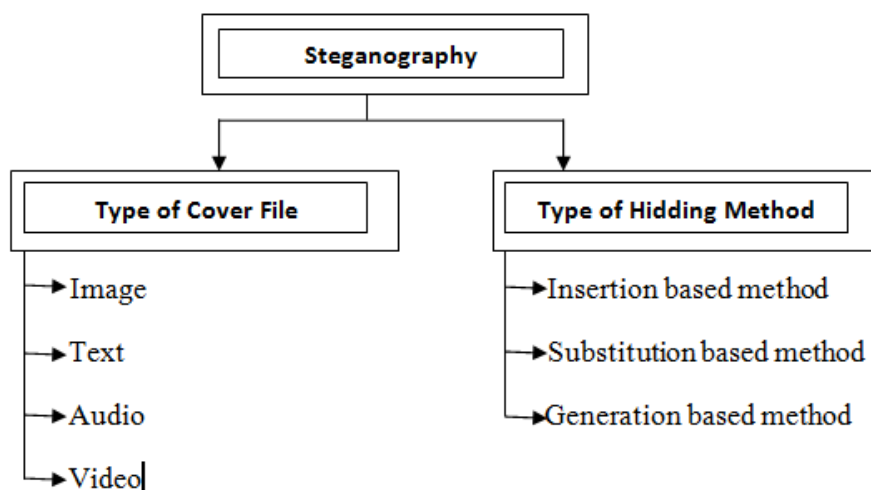 Steganography
Type of Cover File
Image
Text
Audio
Video
Type of Hidding Method
Insertion based method
Substitution based method
Generation based method